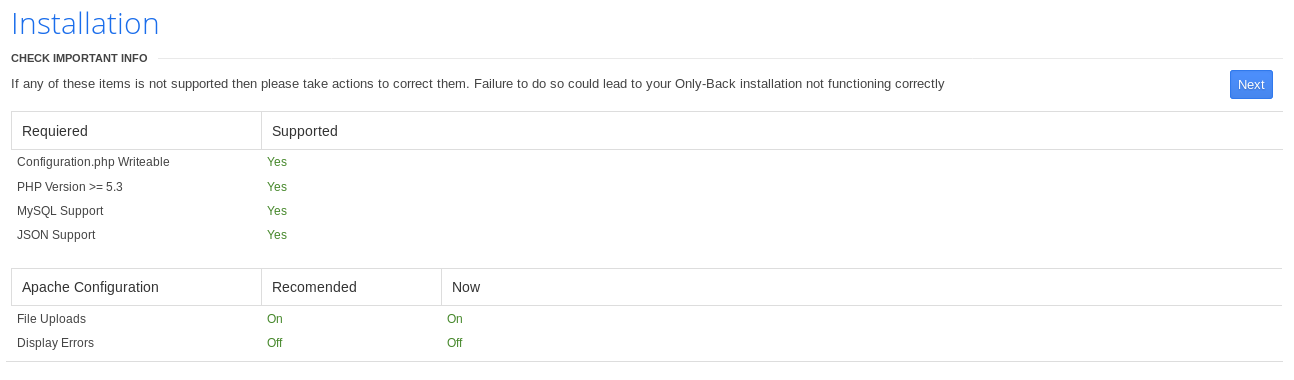 Installation
CHECK IMPORTANT INFO
If any of these items is not supported then please take actions to correct them. Failure to do so could lead to your Only-Back installation not functioning correctly
Next
Requiered Supported
Configuration.php Writeable Yes
PHP Version >= 5.3 Yes
MySQL Support Yes
JSON Support Yes
Apache Configuration Recomended Now
File Uploads On On
Display Errors Off Off